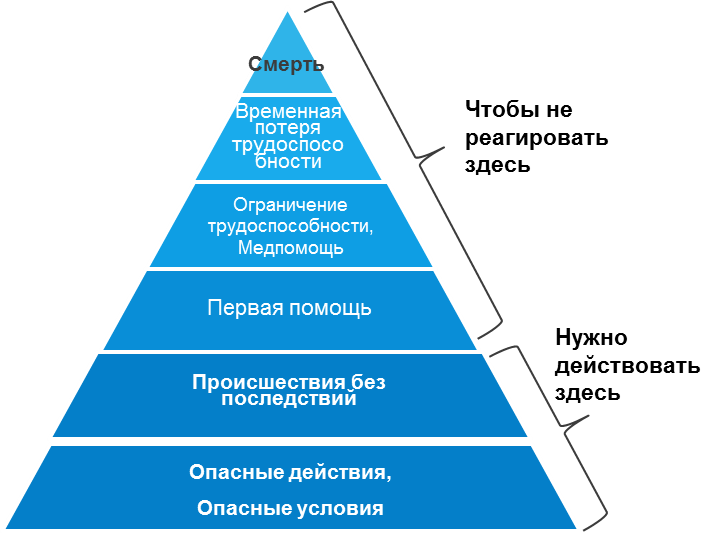 Смерть
Временная
потеря
трудоспосо
бности
Ограничение
трудоспособности,
Медпомощь
Первая помощь
Происшествия без
последствий
Опасные действия,
Опасные условия
Чтобы не
реагировать
здесь
Нужно
действовать
здесь